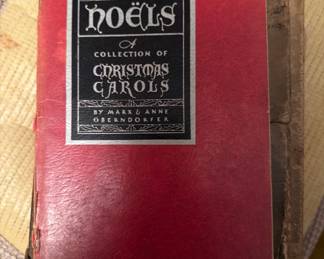 NOËLS
A
COLLECTION OF
CHRISTMAS
CAROLS
BY MARX & ANNE
OBERNDORFER